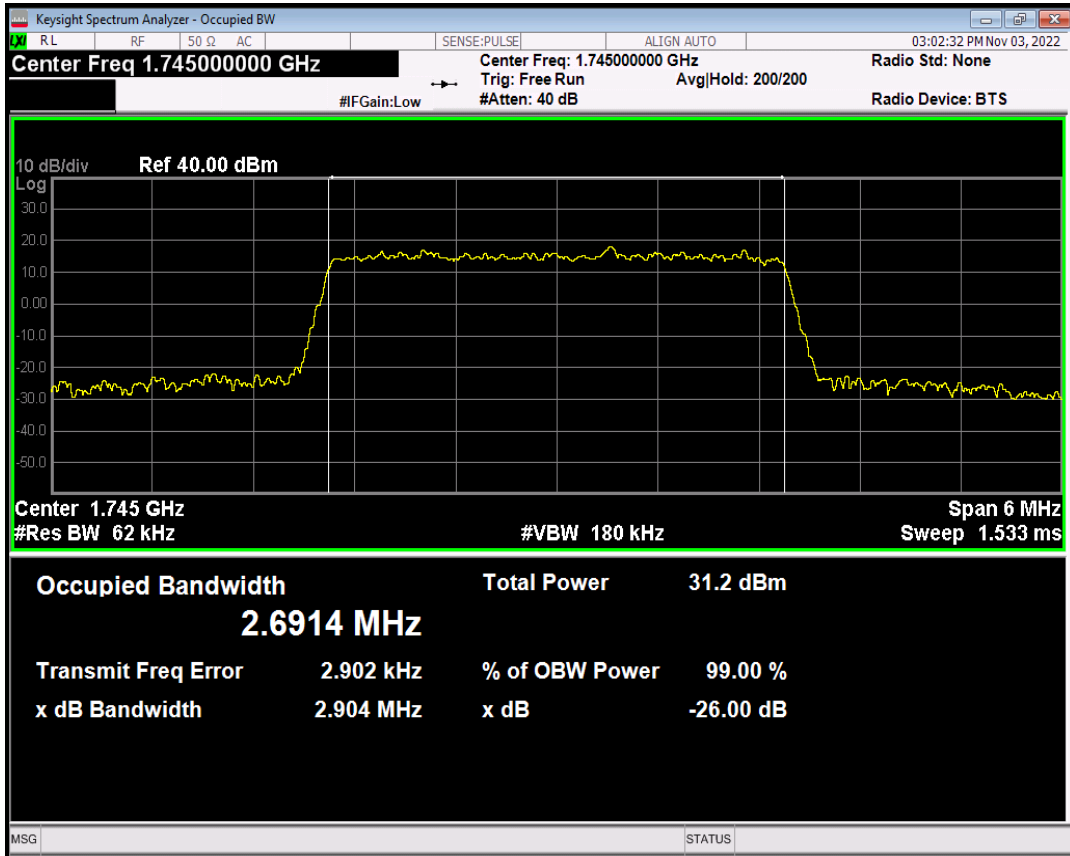 Keysight Spectrum Analyzer - Occupied BW
LXI RL RF 50 Ω AC SENSE:PULSE ALIGN AUTO 03:02:32 PM Nov 03, 2022
Center Freq 1.745000000 GHz Center Freq: 1.745000000 GHz Radio Std: None
Trig: Free Run Avg|Hold: 200/200
#IFGain:Low #Atten: 40 dB Radio Device: BTS
10 dB/div Ref 40.00 dBm
Log
30.0
20.0
10.0
0.00
-10.0
-20.0
-30.0
-40.0
-50.0
Center 1.745 GHz Span 6 MHz
#Res BW 62 kHz #VBW 180 kHz Sweep 1.533 ms
Occupied Bandwidth Total Power 31.2 dBm
2.6914 MHz
Transmit Freq Error 2.902 kHz % of OBW Power 99.00 %
x dB Bandwidth 2.904 MHz x dB -26.00 dB
MSG STATUS